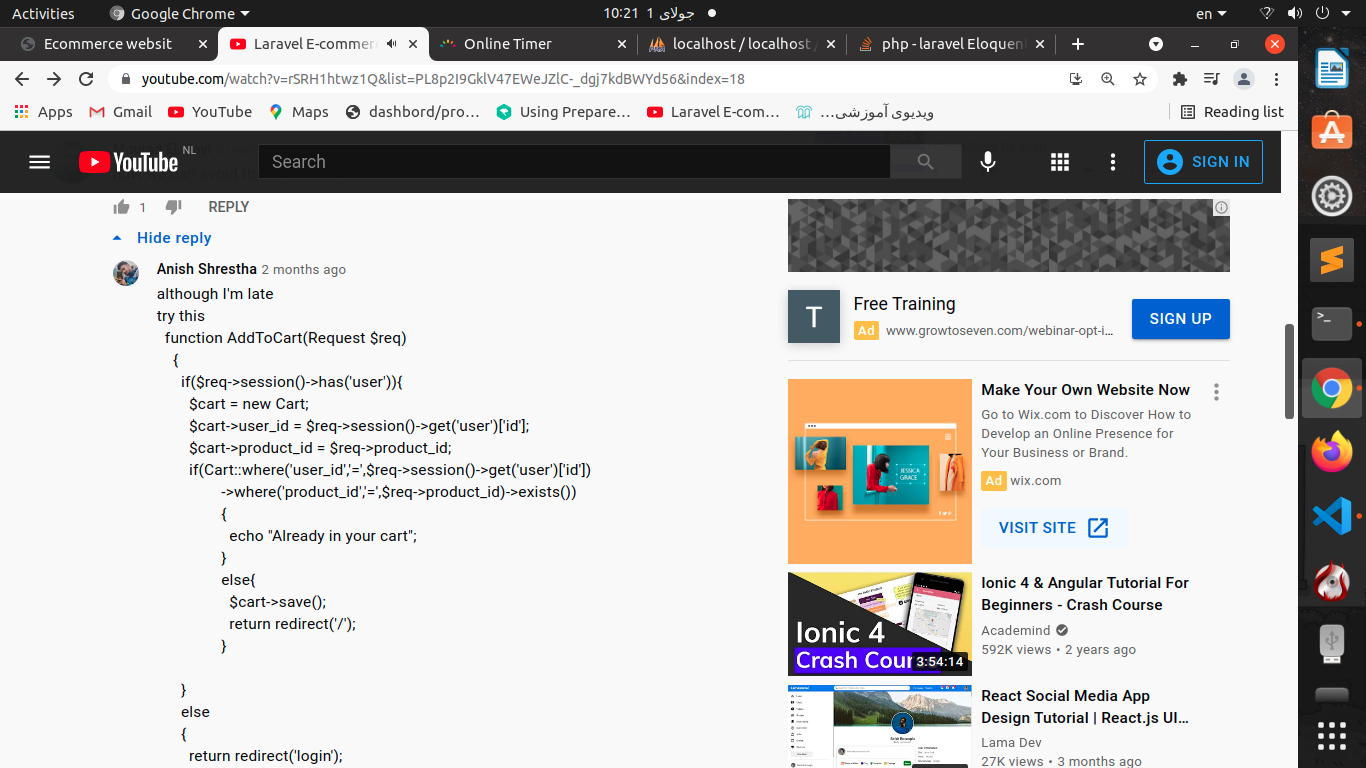 Activities
Google Chrome
10:21 1 جولای
en
Ecommerce websit
Laravel E-commer
Online Timer
localhost / localhost /
php - laravel Eloquen
youtube.com/watch?v=rSRH1htwz1Q&list=PL8p2I9GklV47EWeJZlC-_dgj7kdBWYd56&index=18
Apps
Gmail
YouTube
Maps
dashbord/pro...
Using Prepare...
Laravel E-com...
ویدیوی آموزشی...
Reading list
YouTube NL
Search
SIGN IN
1
REPLY
Hide reply
Anish Shrestha 2 months ago
although I'm late
try this
function AddToCart(Request $req)
{
if($req->session()->has('user')){
$cart = new Cart;
$cart->user_id = $req->session()->get('user')['id'];
$cart->product_id = $req->product_id;
if(Cart::where('user_id','=',$req->session()->get('user')['id'])
->where('product_id','=',$req->product_id)->exists())
{
echo "Already in your cart";
}
else{
$cart->save();
return redirect('/');
}
}
else
{
return redirect('login');
T
Free Training
Ad www.growtoseven.com/webinar-opt-i...
SIGN UP
JESSICA
GRACE
Make Your Own Website Now
Go to Wix.com to Discover How to
Develop an Online Presence for
Your Business or Brand.
Ad wix.com
VISIT SITE
Ionic 4
Crash Cour
3:54:14
Ionic 4 & Angular Tutorial For
Beginners - Crash Course
Academind
592K views • 2 years ago
React Social Media App
Design Tutorial | React.js UI...
Lama Dev
27K views • 3 months ago